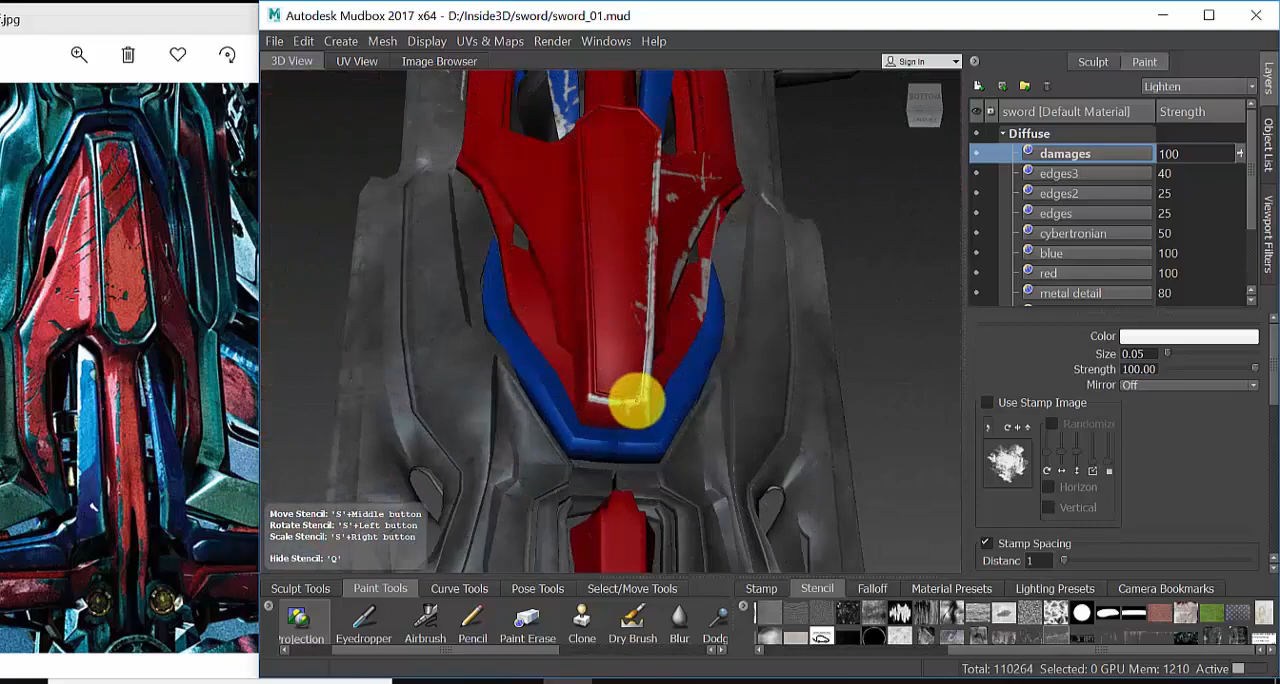 .jpg
Autodesk Mudbox 2017 x64 - D:/Inside3D/sword/sword_01.mud
File Edit Create Mesh Display UVs & Maps Render Windows Help
3D View UV View Image Browser
Sign In
Sculpt Paint
Lighten
sword [Default Material] Strength
Diffuse
damages 100
edges3 40
edges2 25
edges 25
cybertronian 50
blue 100
red 100
metal detail 80
Layers
Object List
Viewport Filters
BOTTOM
Color
Size 0.05
Strength 100.00
Mirror Off
Use Stamp Image
Randomize
Horizon
Vertical
Stamp Spacing
Distanc 1
Move Stencil: 'S'+Middle button
Rotate Stencil: 'S'+Left button
Scale Stencil: 'S'+Right button
Hide Stencil: 'Q'
Sculpt Tools Paint Tools Curve Tools Pose Tools Select/Move Tools
Stamp Stencil Falloff Material Presets Lighting Presets Camera Bookmarks
rojection Eyedropper Airbrush Pencil Paint Erase Clone Dry Brush Blur Dodg
Total: 110264 Selected: 0 GPU Mem: 1210 Active